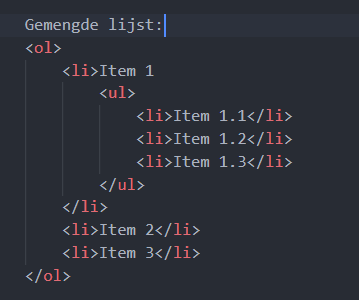 Gemengde lijst:
<ol>
    <li>Item 1
        <ul>
            <li>Item 1.1</li>
            <li>Item 1.2</li>
            <li>Item 1.3</li>
        </ul>
    </li>
    <li>Item 2</li>
    <li>Item 3</li>
</ol>